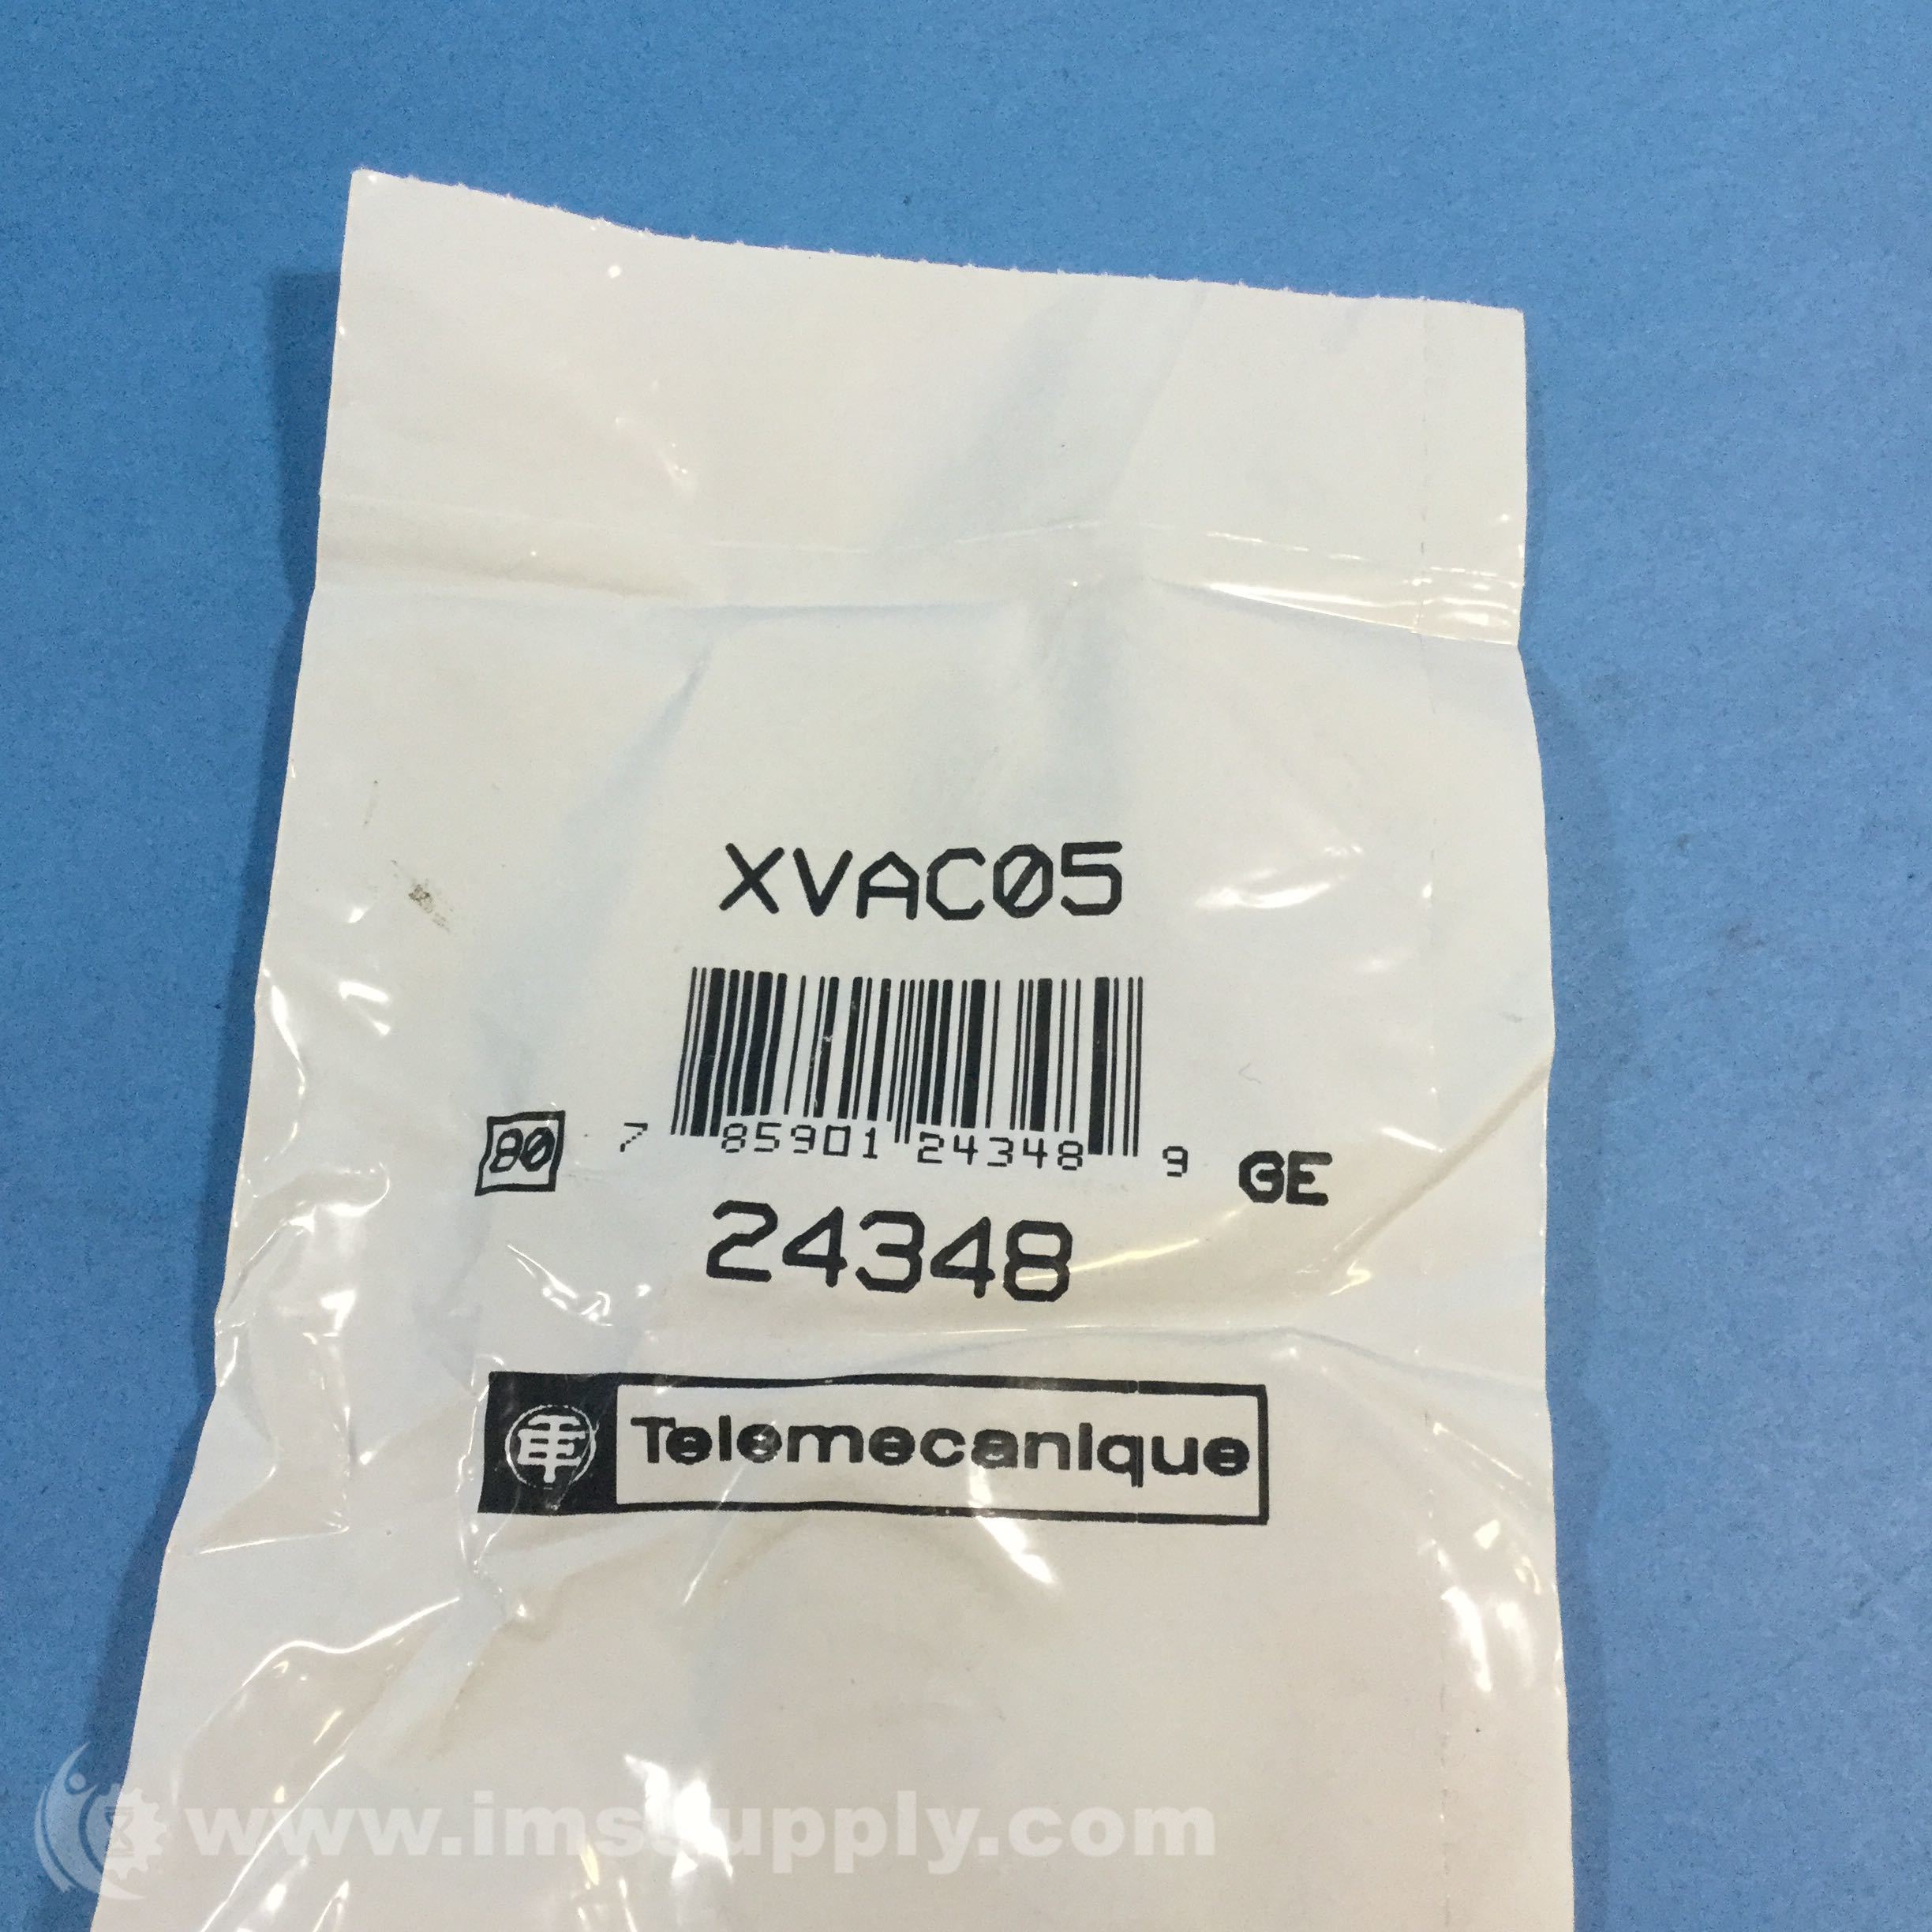 XVAC05
80 7 85901 24348 9 GE
24348
Telemecanique
www.imssupply.com